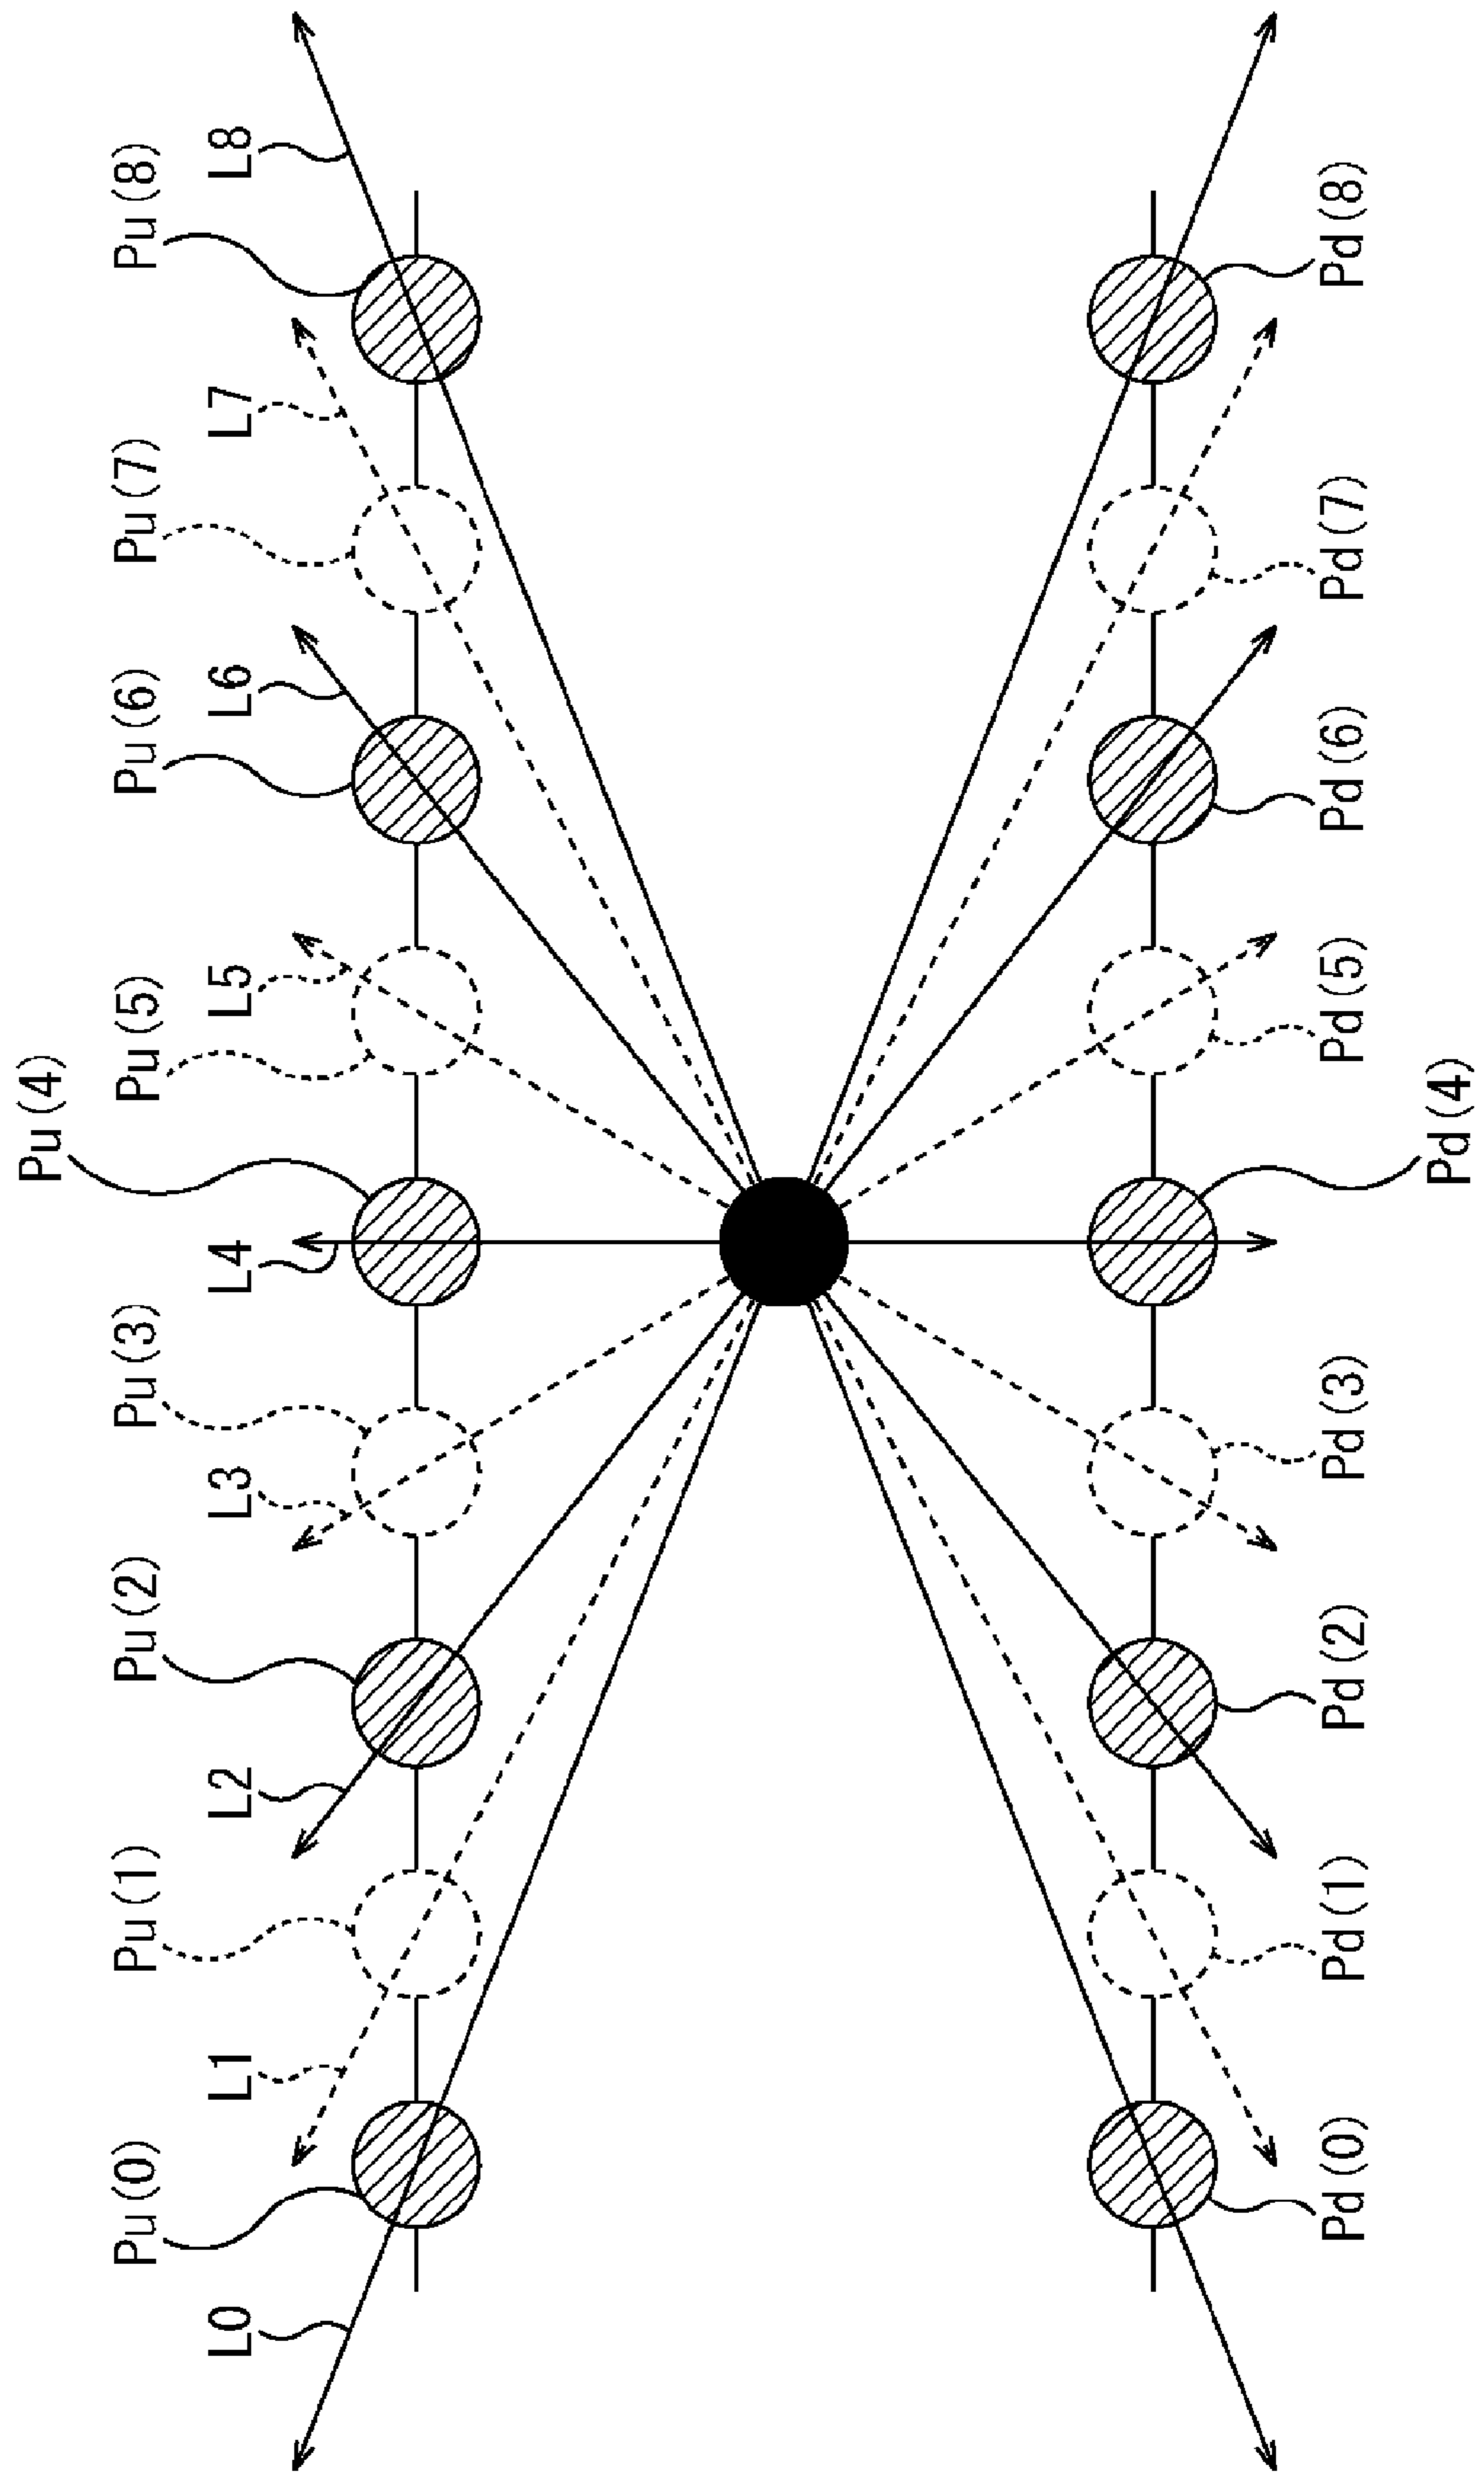 Pu(4)
Pu(0)
Pu(1)
Pu(2)
Pu(3)
Pu(5)
Pu(6)
Pu(7)
Pu(8)
L0
L1
L2
L3
L4
L5
L6
L7
L8
Pd(0)
Pd(1)
Pd(2)
Pd(3)
Pd(5)
Pd(6)
Pd(7)
Pd(8)
Pd(4)